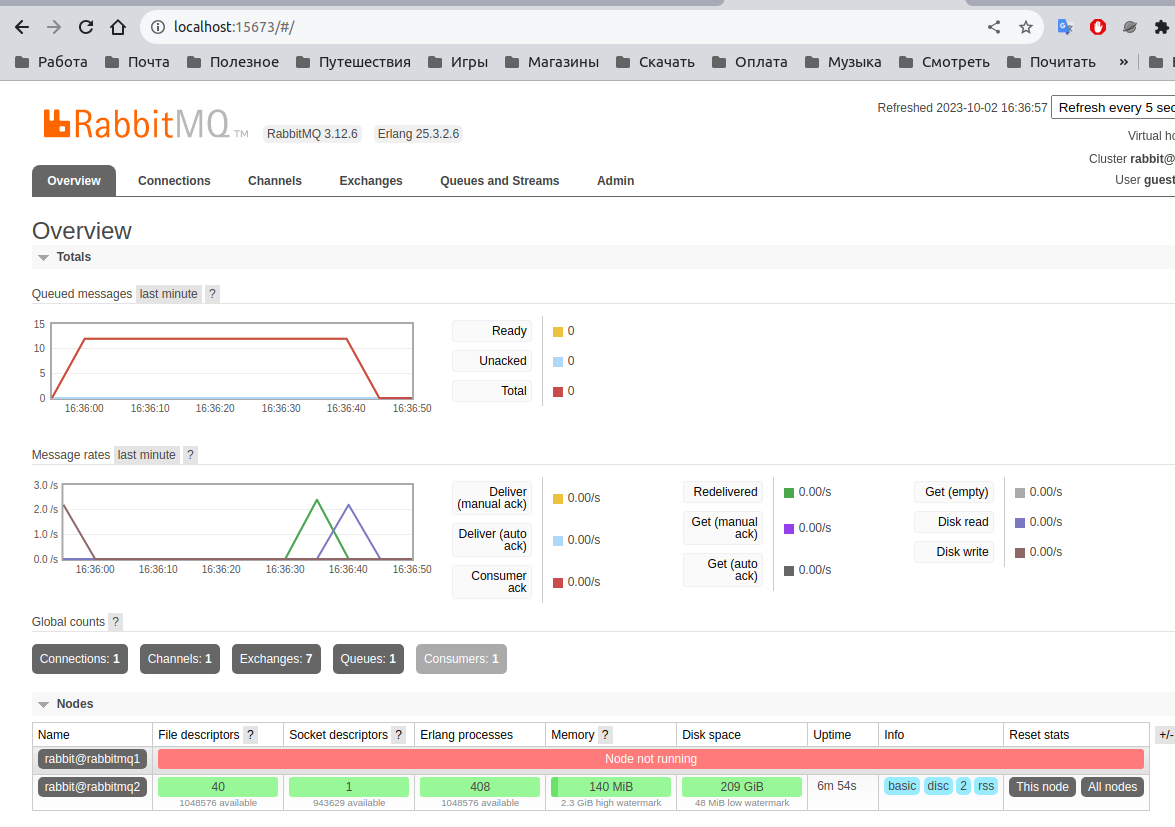 localhost:15673/#/
Работа Почта Полезное Путешествия Игры Магазины Скачать Оплата Музыка Смотреть Почитать »
RabbitMQ TM RabbitMQ 3.12.6 Erlang 25.3.2.6
Refreshed 2023-10-02 16:36:57 Refresh every 5 sec
Virtual ho
Cluster rabbit@
User guest
Overview Connections Channels Exchanges Queues and Streams Admin
Overview
Totals
Queued messages last minute ?
15
10
5
0
16:36:00 16:36:10 16:36:20 16:36:30 16:36:40 16:36:50
Ready 0
Unacked 0
Total 0
Message rates last minute ?
3.0 /s
2.0 /s
1.0 /s
0.0 /s
16:36:00 16:36:10 16:36:20 16:36:30 16:36:40 16:36:50
Deliver
(manual ack) 0.00/s
Deliver (auto
ack) 0.00/s
Consumer
ack 0.00/s
Redelivered 0.00/s
Get (manual
ack) 0.00/s
Get (auto
ack) 0.00/s
Get (empty) 0.00/s
Disk read 0.00/s
Disk write 0.00/s
Global counts ?
Connections: 1 Channels: 1 Exchanges: 7 Queues: 1 Consumers: 1
Nodes
Name File descriptors ? Socket descriptors ? Erlang processes Memory ? Disk space Uptime Info Reset stats +/-
rabbit@rabbitmq1 Node not running
rabbit@rabbitmq2 40 1 408 140 MiB 209 GiB 6m 54s basic disc 2 rss This node All nodes
1048576 available 943629 available 1048576 available 2.3 GiB high watermark 48 MiB low watermark